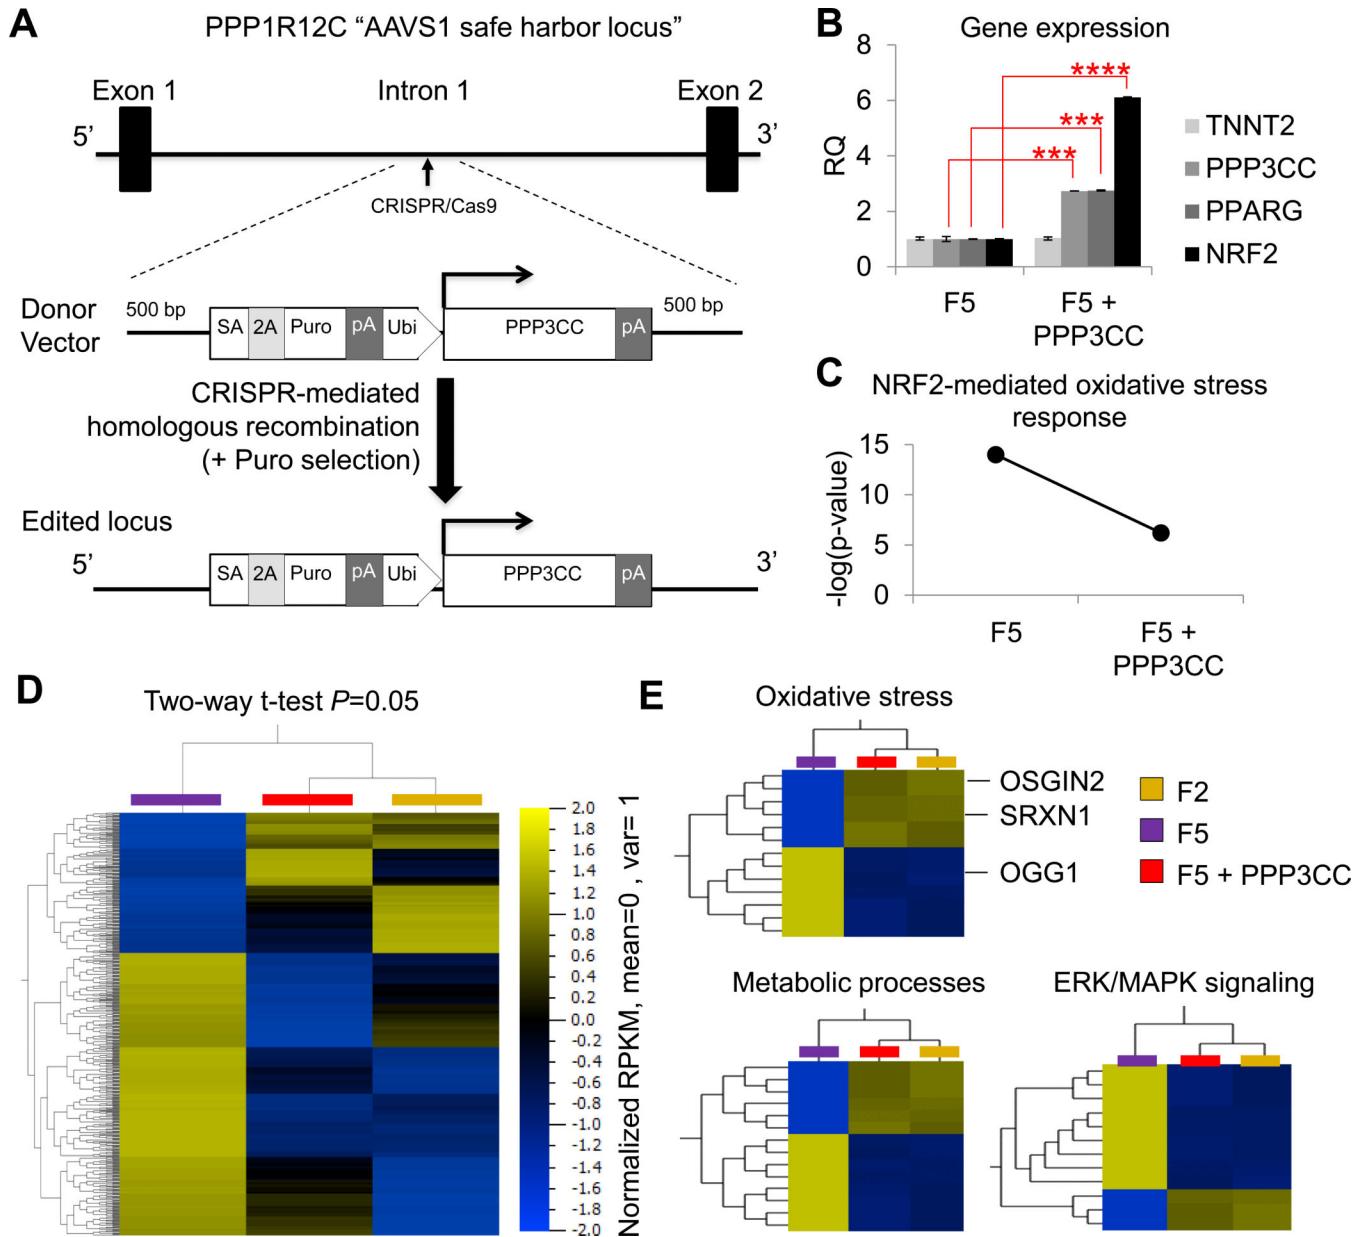 A
PPP1R12C “AAVS1 safe harbor locus”
Exon 1
Intron 1
Exon 2
5’
3’
CRISPR/Cas9
Donor
Vector
500 bp
500 bp
SA
2A
Puro
pA
Ubi
PPP3CC
pA
CRISPR-mediated
homologous recombination
(+ Puro selection)
Edited locus
5’
3’
SA
2A
Puro
pA
Ubi
PPP3CC
pA
B
Gene expression
8
6
4
2
0
RQ
***
***
****
F5
F5 +
PPP3CC
TNNT2
PPP3CC
PPARG
NRF2
C
NRF2-mediated oxidative stress
response
15
10
5
0
-log(p-value)
F5
F5 +
PPP3CC
D
Two-way t-test P=0.05
2.0
1.8
1.6
1.4
1.2
1.0
0.8
0.6
0.4
0.2
0.0
-0.2
-0.4
-0.6
-0.8
-1.0
-1.2
-1.4
-1.6
-1.8
-2.0
Normalized RPKM, mean=0 , var= 1
E
Oxidative stress
OSGIN2
SRXN1
OGG1
F2
F5
F5 + PPP3CC
Metabolic processes
ERK/MAPK signaling